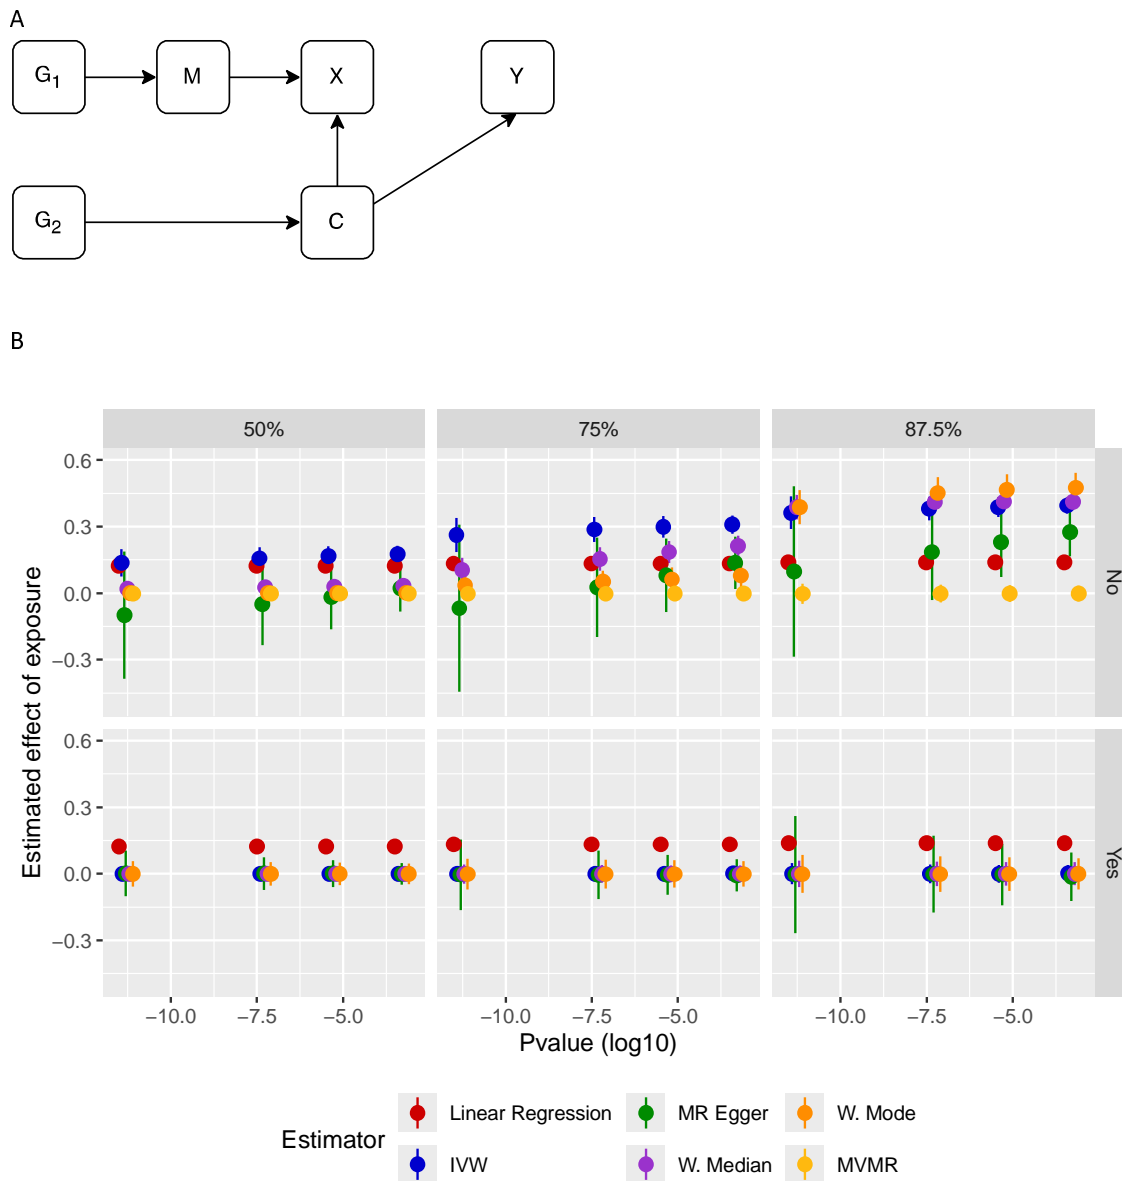 A
G1 M X Y
G2 C
B
50% 75% 87.5%
0.6
0.3
0.0
−0.3
No
0.6
0.3
0.0
−0.3
Yes
Estimated effect of exposure
−10.0 −7.5 −5.0 −10.0 −7.5 −5.0 −10.0 −7.5 −5.0
Pvalue (log10)
Estimator
Linear Regression MR Egger W. Mode
IVW W. Median MVMR